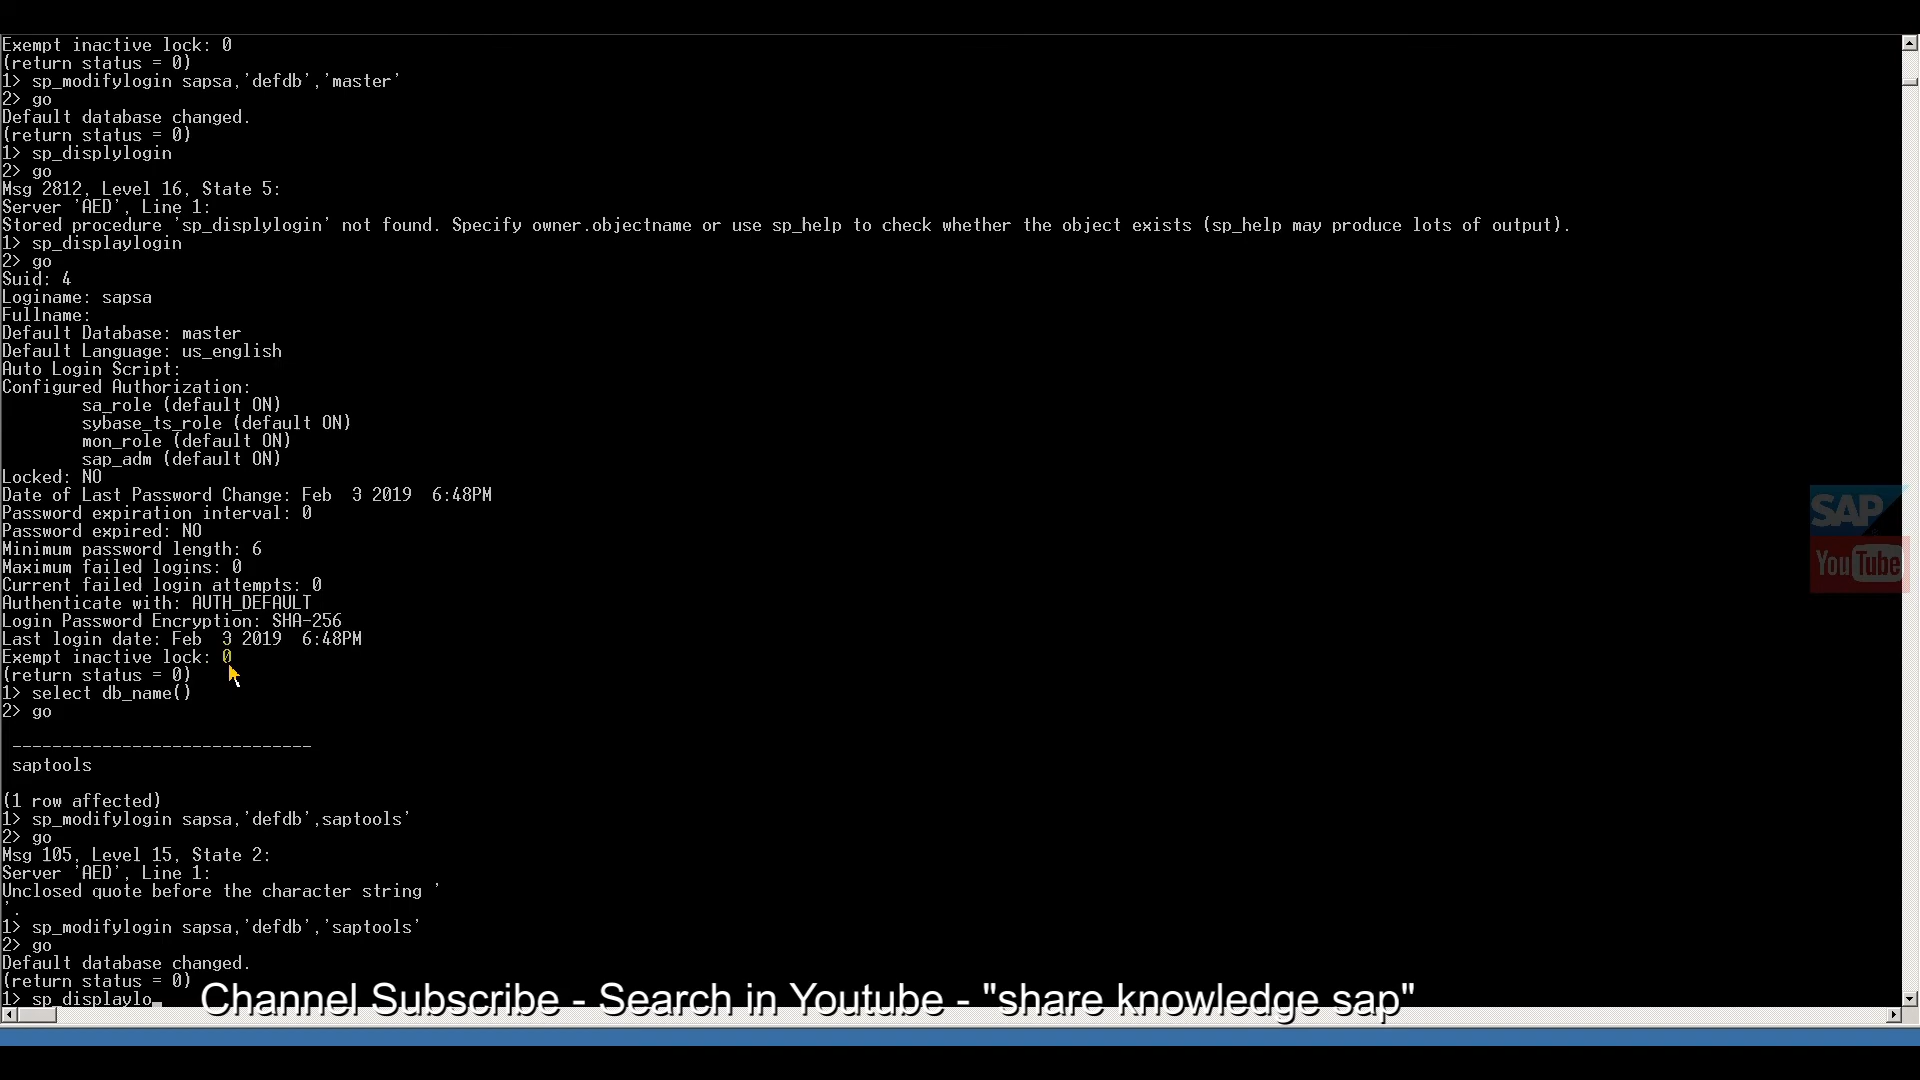 Exempt inactive lock: 0
(return status = 0)
1> sp_modifylogin sapsa,'defdb','master'
2> go
Default database changed.
(return status = 0)
1> sp_displylogin
2> go
Msg 2812, Level 16, State 5:
Server 'AED', Line 1:
Stored procedure 'sp_displylogin' not found. Specify owner.objectname or use sp_help to check whether the object exists (sp_help may produce lots of output).
1> sp_displaylogin
2> go
Suid: 4
Loginame: sapsa
Fullname:
Default Database: master
Default Language: us_english
Auto Login Script:
Configured Authorization:
sa_role (default ON)
sybase_ts_role (default ON)
mon_role (default ON)
sap_adm (default ON)
Locked: NO
Date of Last Password Change: Feb  3 2019  6:48PM
Password expiration interval: 0
Password expired: NO
Minimum password length: 6
Maximum failed logins: 0
Current failed login attempts: 0
Authenticate with: AUTH_DEFAULT
Login Password Encryption: SHA-256
Last login date: Feb  3 2019  6:48PM
Exempt inactive lock: 0
(return status = 0)
1> select db_name()
2> go
------------------------------
saptools
(1 row affected)
1> sp_modifylogin sapsa,'defdb',saptools'
2> go
Msg 105, Level 15, State 2:
Server 'AED', Line 1:
Unclosed quote before the character string '
'.
1> sp_modifylogin sapsa,'defdb','saptools'
2> go
Default database changed.
(return status = 0)
1> sp_displaylo_
Channel Subscribe - Search in Youtube - "share knowledge sap"
SAP
YouTube